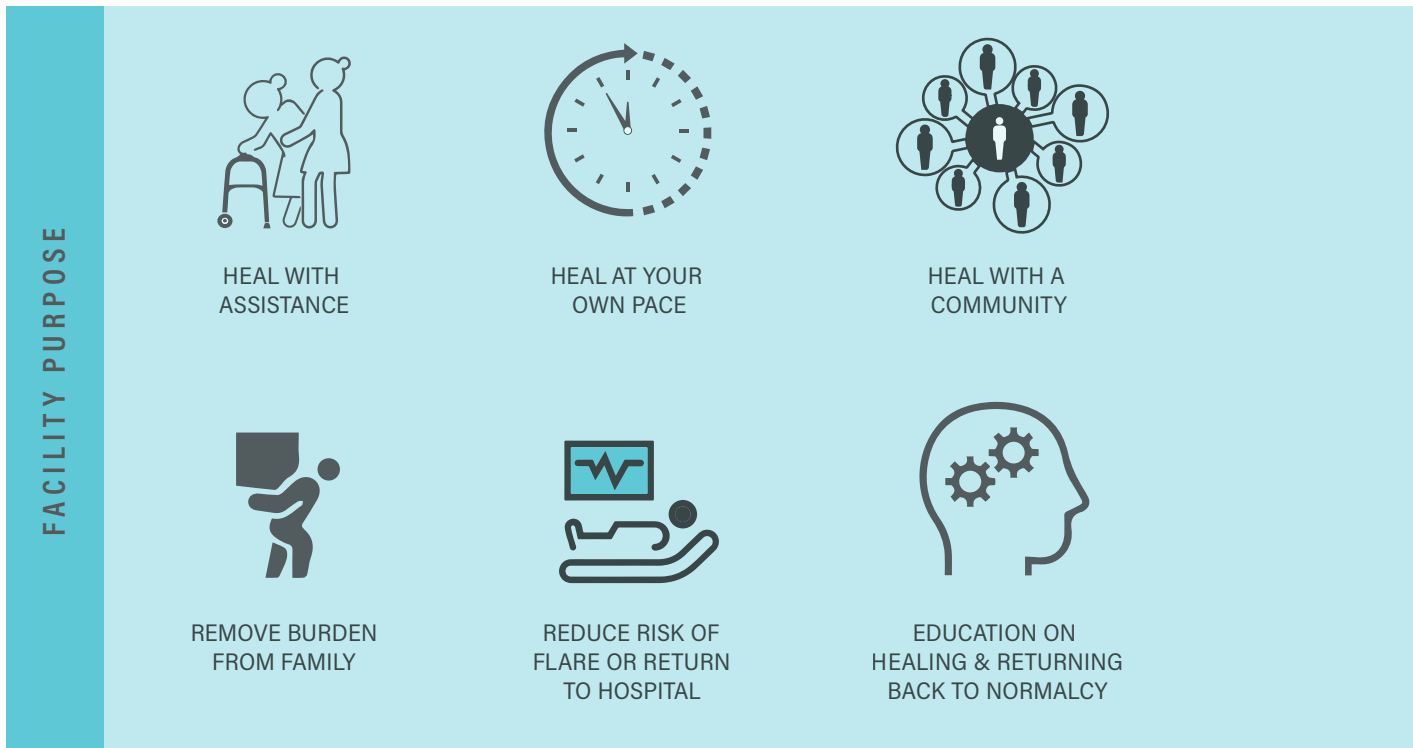 FACILITY PURPOSE
HEAL WITH
ASSISTANCE
HEAL AT YOUR
OWN PACE
HEAL WITH A
COMMUNITY
REMOVE BURDEN
FROM FAMILY
REDUCE RISK OF
FLARE OR RETURN
TO HOSPITAL
EDUCATION ON
HEALING & RETURNING
BACK TO NORMALCY